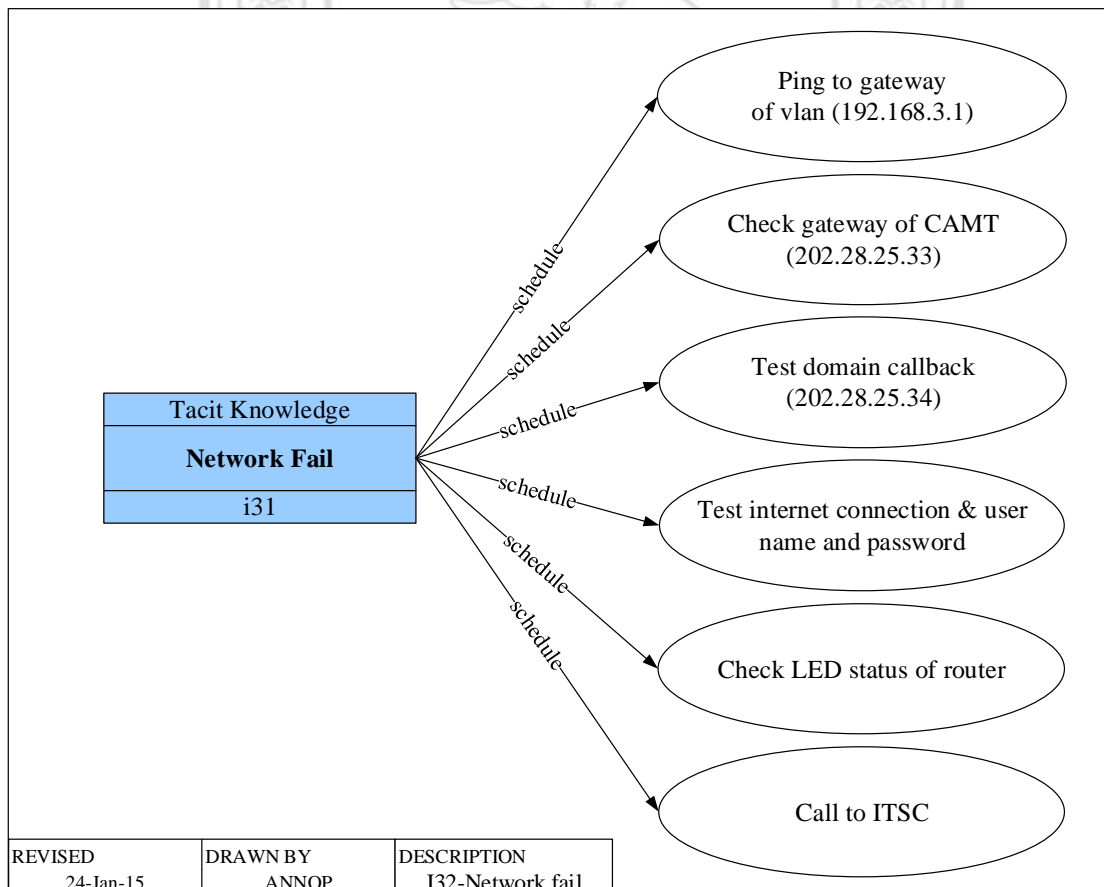 Ping to gateway
of vlan (192.168.3.1)
schedule
Check gateway of CAMT
(202.28.25.33)
schedule
Test domain callback
(202.28.25.34)
schedule
Tacit Knowledge
Network Fail
i31
schedule
Test internet connection & user
name and password
schedule
Check LED status of router
schedule
Call to ITSC
REVISED
24-Jan-15
DRAWN BY
ANNOP
DESCRIPTION
I32-Network fail